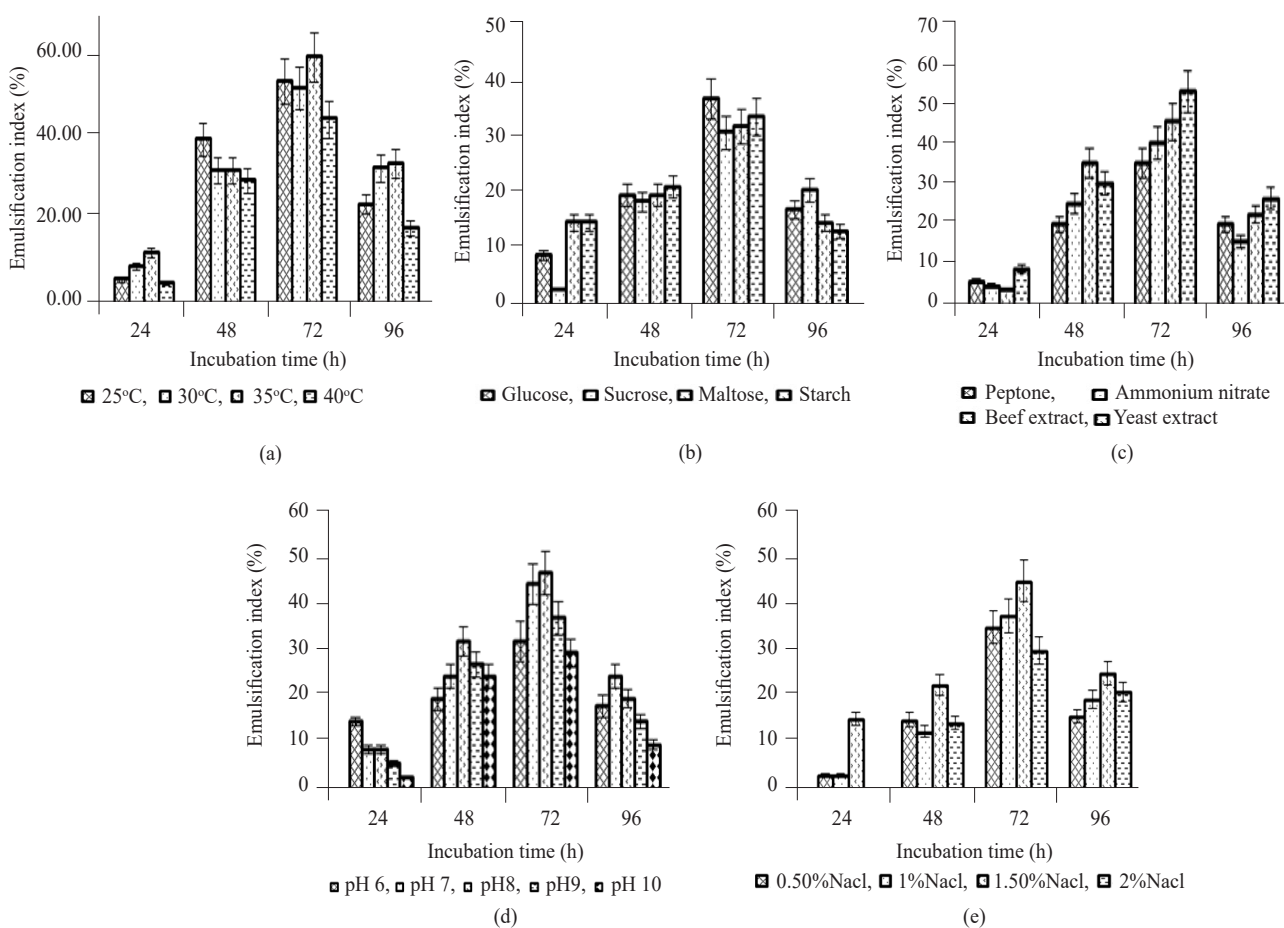 Emulsification index (%)
60.00
40.00
20.00
0.00
24 48 72 96
Incubation time (h)
25°C, 30°C, 35°C, 40°C
(a)
Emulsification index (%)
50
40
30
20
10
0
24 48 72 96
Incubation time (h)
Glucose, Sucrose, Maltose, Starch
(b)
Emulsification index (%)
70
60
50
40
30
20
10
0
24 48 72 96
Incubation time (h)
Peptone, Ammonium nitrate
Beef extract, Yeast extract
(c)
Emulsification index (%)
60
50
40
30
20
10
0
24 48 72 96
Incubation time (h)
pH 6, pH 7, pH8, pH9, pH 10
(d)
Emulsification index (%)
60
50
40
30
20
10
0
24 48 72 96
Incubation time (h)
0.50%Nacl, 1%Nacl, 1.50%Nacl, 2%Nacl
(e)